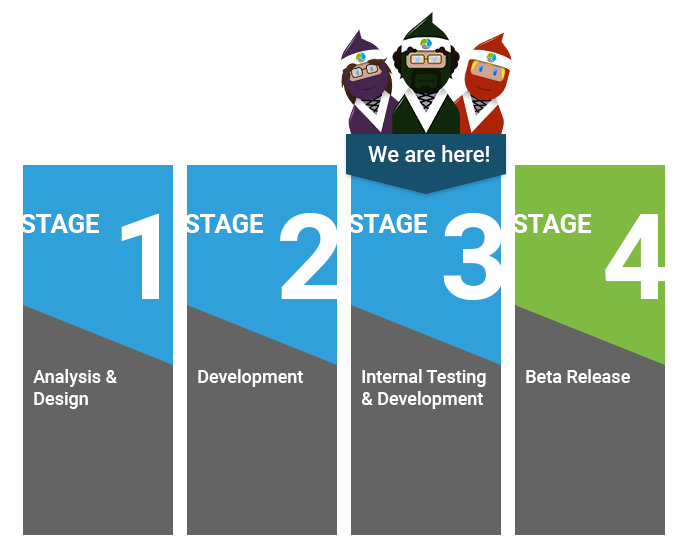 We are here!
STAGE 1
STAGE 2
STAGE 3
STAGE 4
Analysis &
Design
Development
Internal Testing
& Development
Beta Release